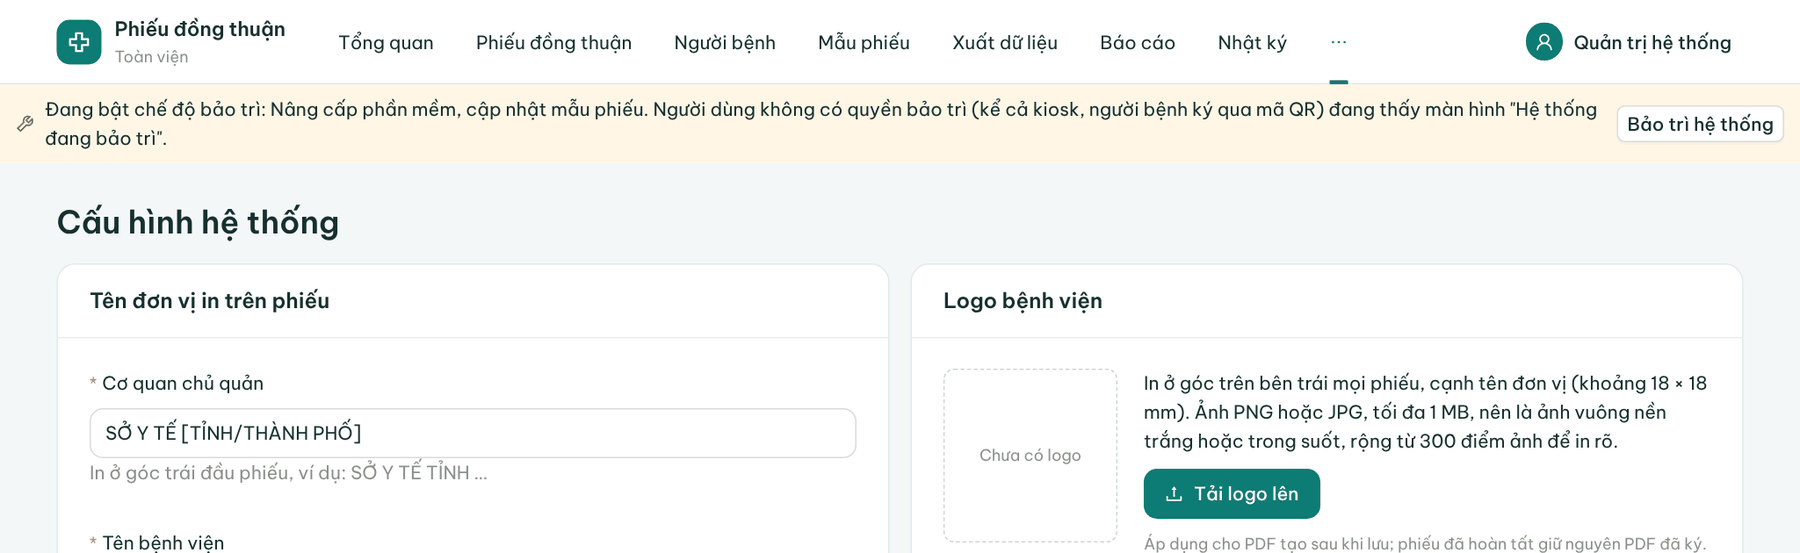 Phiếu đồng thuận
Toàn viện
Tổng quan
Phiếu đồng thuận
Người bệnh
Mẫu phiếu
Xuất dữ liệu
Báo cáo
Nhật ký
...
Quản trị hệ thống
Đang bật chế độ bảo trì: Nâng cấp phần mềm, cập nhật mẫu phiếu. Người dùng không có quyền bảo trì (kể cả kiosk, người bệnh ký qua mã QR) đang thấy màn hình "Hệ thống
đang bảo trì".
Bảo trì hệ thống
Cấu hình hệ thống
Tên đơn vị in trên phiếu
* Cơ quan chủ quản
SỞ Y TẾ [TỈNH/THÀNH PHỐ]
In ở góc trái đầu phiếu, ví dụ: SỞ Y TẾ TỈNH ...
* Tên bệnh viện
Logo bệnh viện
Chưa có logo
In ở góc trên bên trái mọi phiếu, cạnh tên đơn vị (khoảng 18 × 18
mm). Ảnh PNG hoặc JPG, tối đa 1 MB, nên là ảnh vuông nền
trắng hoặc trong suốt, rộng từ 300 điểm ảnh để in rõ.
Tải logo lên
Áp dụng cho PDF tạo sau khi lưu; phiếu đã hoàn tất giữ nguyên PDF đã ký.